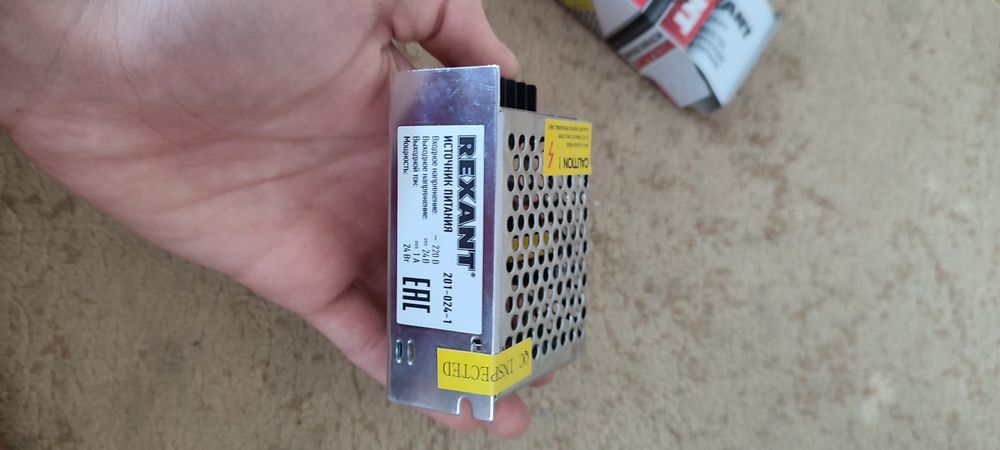 REXANT®
ИСТОЧНИК ПИТАНИЯ 201-024-1
Входное напряжение: ~ 220 В
Выходное напряжение: 24 В
Выходной ток: 1 А
Мощность: 24 Вт
EAC
QC INSPECTED
CAUTION !
REXANT